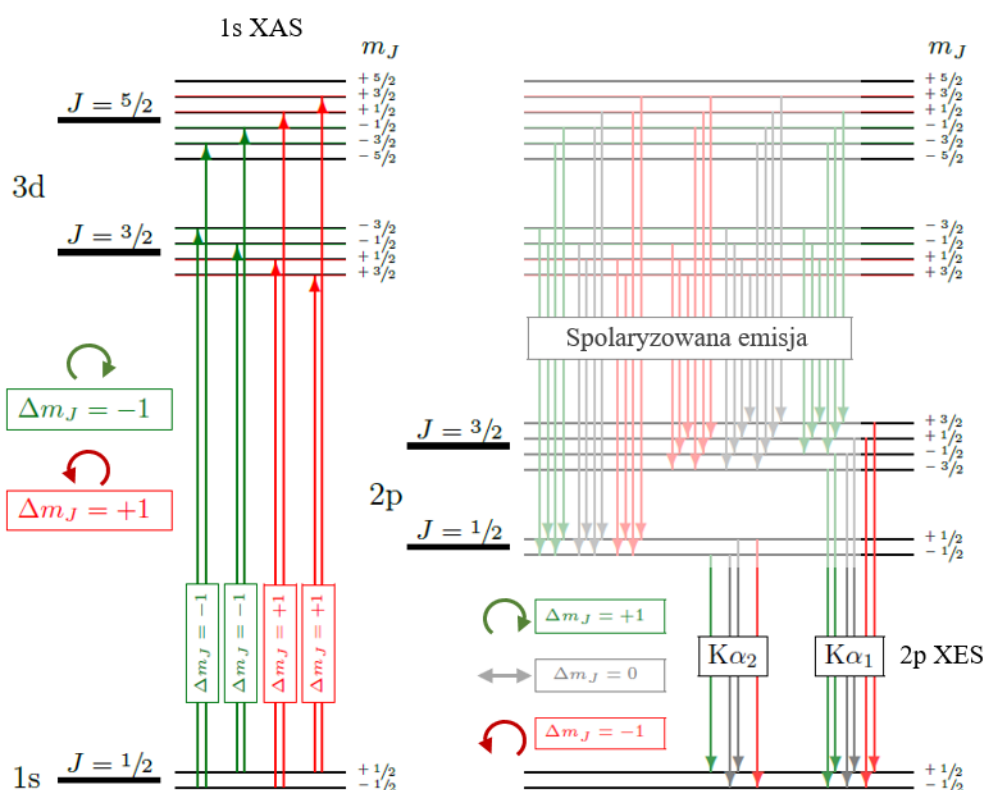 1s XAS
m_J
m_J
J = 5/2
+ 5/2
+ 3/2
+ 1/2
− 1/2
− 3/2
− 5/2
+ 5/2
+ 3/2
+ 1/2
− 1/2
− 3/2
− 5/2
3d
J = 3/2
− 3/2
− 1/2
+ 1/2
+ 3/2
− 3/2
− 1/2
+ 1/2
+ 3/2
Spolaryzowana emisja
Δm_J = −1
Δm_J = +1
J = 3/2
+ 3/2
+ 1/2
− 1/2
− 3/2
2p
J = 1/2
+ 1/2
− 1/2
Δm_J = −1
Δm_J = −1
Δm_J = +1
Δm_J = +1
Δm_J = +1
Δm_J = 0
Δm_J = −1
Kα₂
Kα₁
2p XES
1s
J = 1/2
+ 1/2
− 1/2
+ 1/2
− 1/2